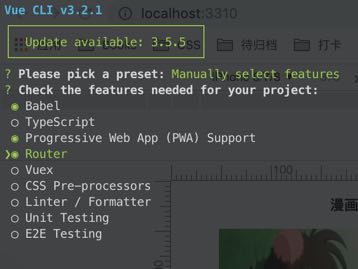 Vue CLI v3.2.1
localhost:3310
Update available: 3.5.5
待归档
打卡
? Please pick a preset: Manually select features
? Check the features needed for your project:
◉ Babel
○ TypeScript
◉ Progressive Web App (PWA) Support
❯◉ Router
○ Vuex
100
○ CSS Pre-processors
○ Linter / Formatter
漫画
○ Unit Testing
○ E2E Testing